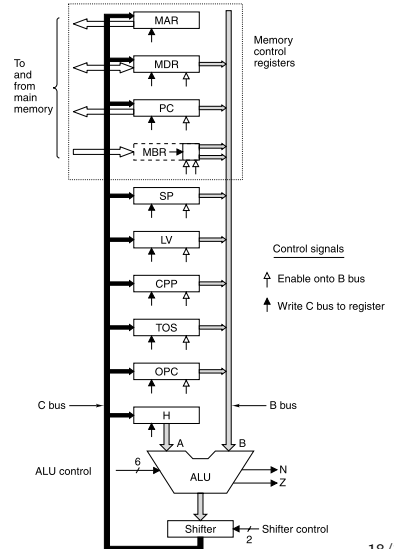 MAR
To
and
from
main
memory
MDR
PC
MBR
Memory
control
registers
SP
LV
CPP
TOS
OPC
H
Control signals
Enable onto B bus
Write C bus to register
C bus
B bus
A
B
ALU control
6
ALU
N
Z
Shifter
Shifter control
2